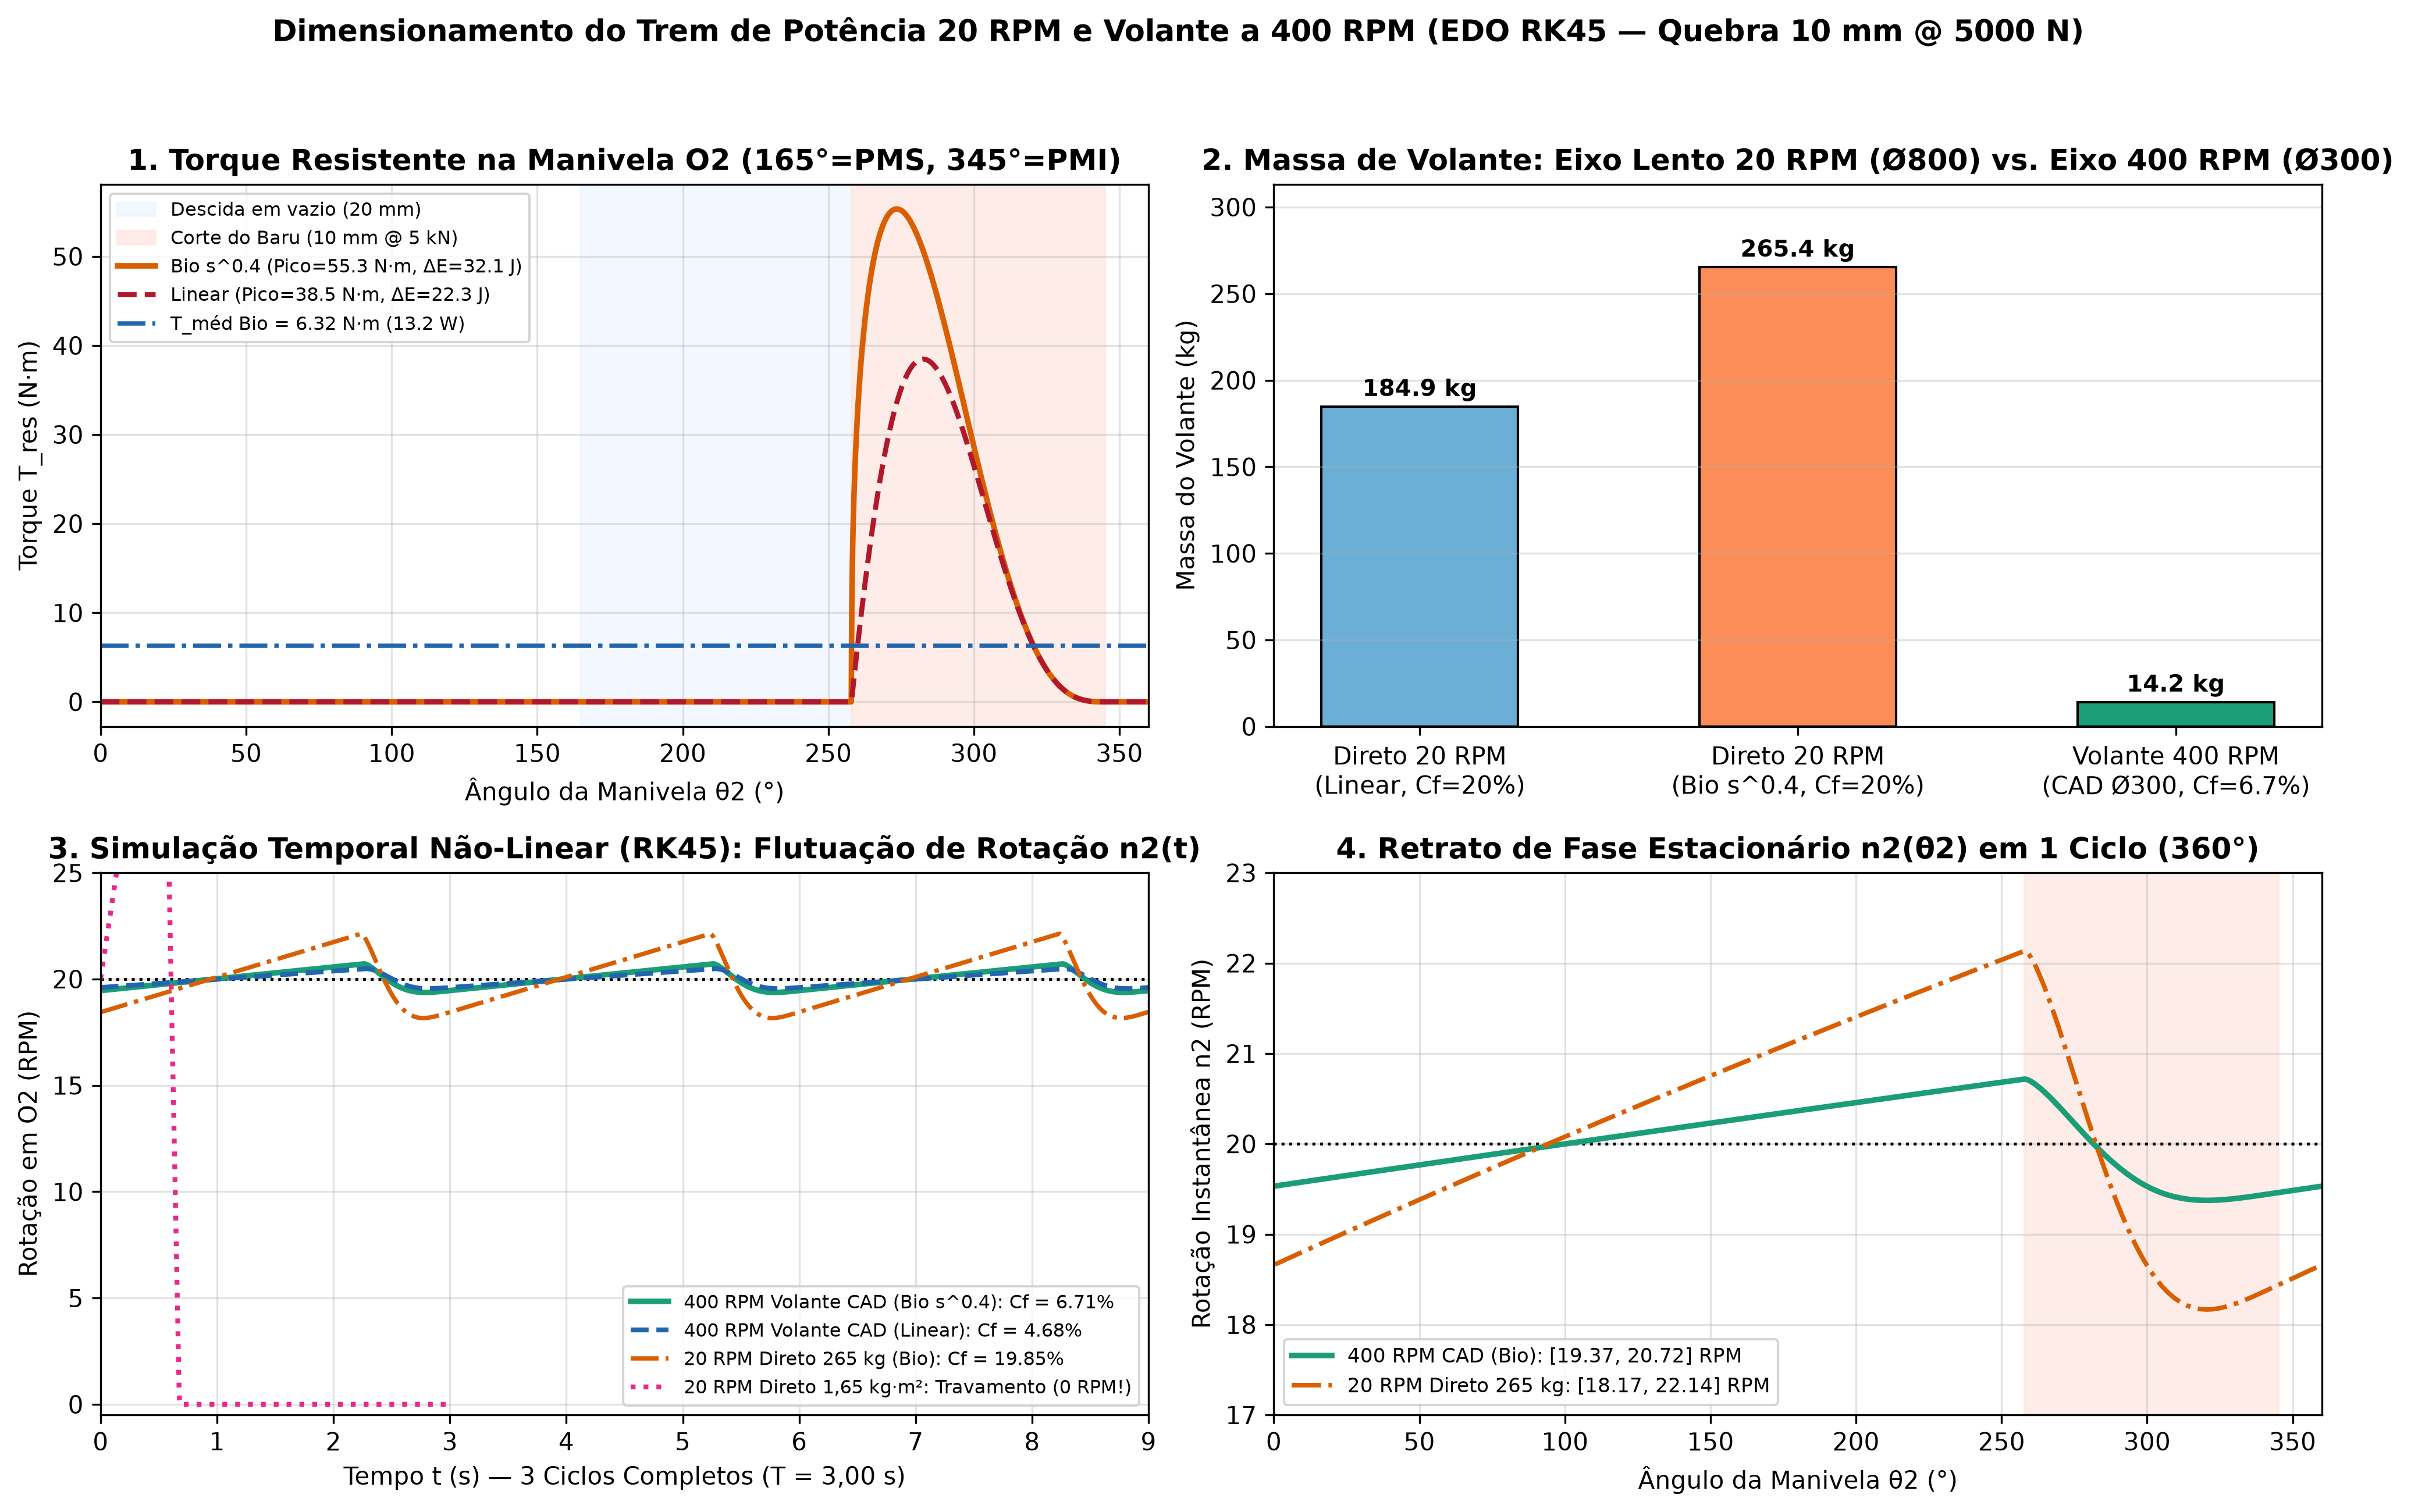 Dimensionamento do Trem de Potência 20 RPM e Volante a 400 RPM (EDO RK45 — Quebra 10 mm @ 5000 N)
1. Torque Resistente na Manivela O2 (165°=PMS, 345°=PMI)
Descida em vazio (20 mm)
Corte do Baru (10 mm @ 5 kN)
Bio s^0.4 (Pico=55.3 N·m, ΔE=32.1 J)
Linear (Pico=38.5 N·m, ΔE=22.3 J)
T_méd Bio = 6.32 N·m (13.2 W)
Torque T_res (N·m)
50
40
30
20
10
0
0 50 100 150 200 250 300 350
Ângulo da Manivela θ2 (°)
2. Massa de Volante: Eixo Lento 20 RPM (Ø800) vs. Eixo 400 RPM (Ø300)
Massa do Volante (kg)
300
250
200
150
100
50
0
184.9 kg
265.4 kg
14.2 kg
Direto 20 RPM
(Linear, Cf=20%)
Direto 20 RPM
(Bio s^0.4, Cf=20%)
Volante 400 RPM
(CAD Ø300, Cf=6.7%)
3. Simulação Temporal Não-Linear (RK45): Flutuação de Rotação n2(t)
Rotação em O2 (RPM)
25
20
15
10
5
0
400 RPM Volante CAD (Bio s^0.4): Cf = 6.71%
400 RPM Volante CAD (Linear): Cf = 4.68%
20 RPM Direto 265 kg (Bio): Cf = 19.85%
20 RPM Direto 1,65 kg·m²: Travamento (0 RPM!)
0 1 2 3 4 5 6 7 8 9
Tempo t (s) — 3 Ciclos Completos (T = 3,00 s)
4. Retrato de Fase Estacionário n2(θ2) em 1 Ciclo (360°)
Rotação Instantânea n2 (RPM)
23
22
21
20
19
18
17
400 RPM CAD (Bio): [19.37, 20.72] RPM
20 RPM Direto 265 kg: [18.17, 22.14] RPM
0 50 100 150 200 250 300 350
Ângulo da Manivela θ2 (°)